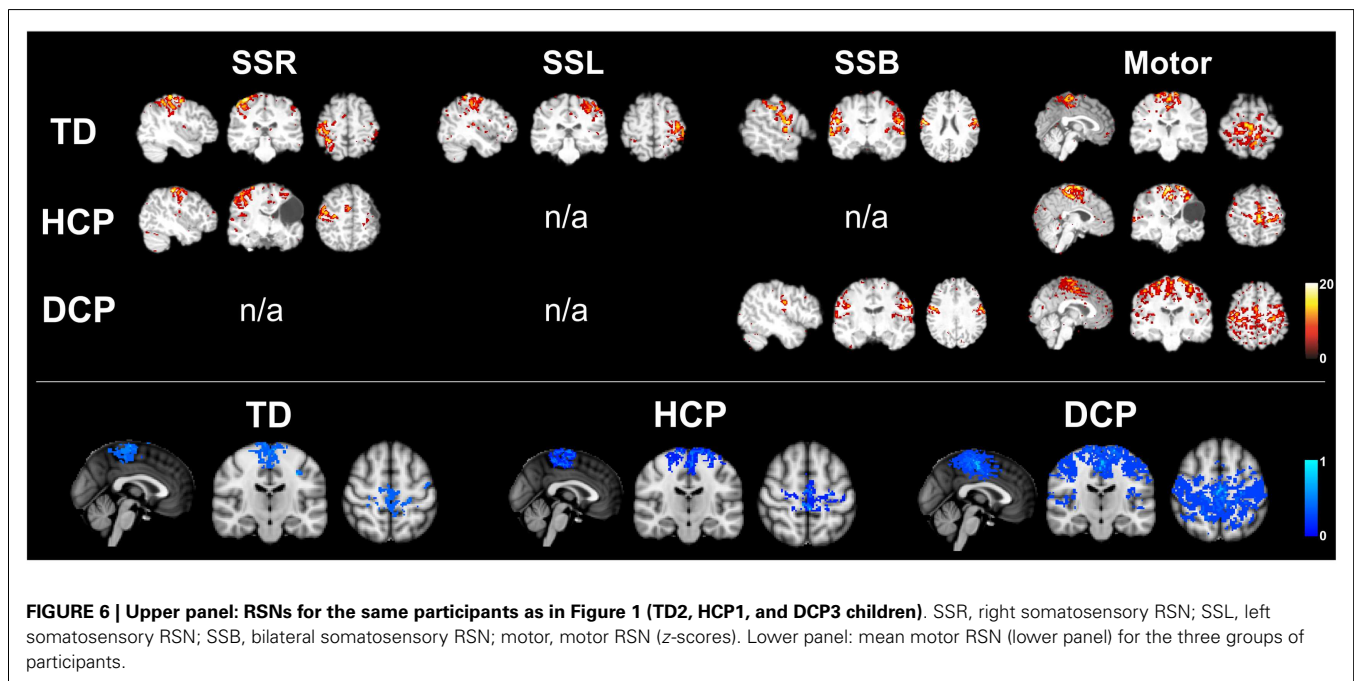 SSR SSL SSB Motor
TD
HCP n/a n/a
DCP n/a n/a
20
0
TD HCP DCP
1
0
FIGURE 6 | Upper panel: RSNs for the same participants as in Figure 1 (TD2, HCP1, and DCP3 children). SSR, right somatosensory RSN; SSL, left
somatosensory RSN; SSB, bilateral somatosensory RSN; motor, motor RSN (z-scores). Lower panel: mean motor RSN (lower panel) for the three groups of
participants.